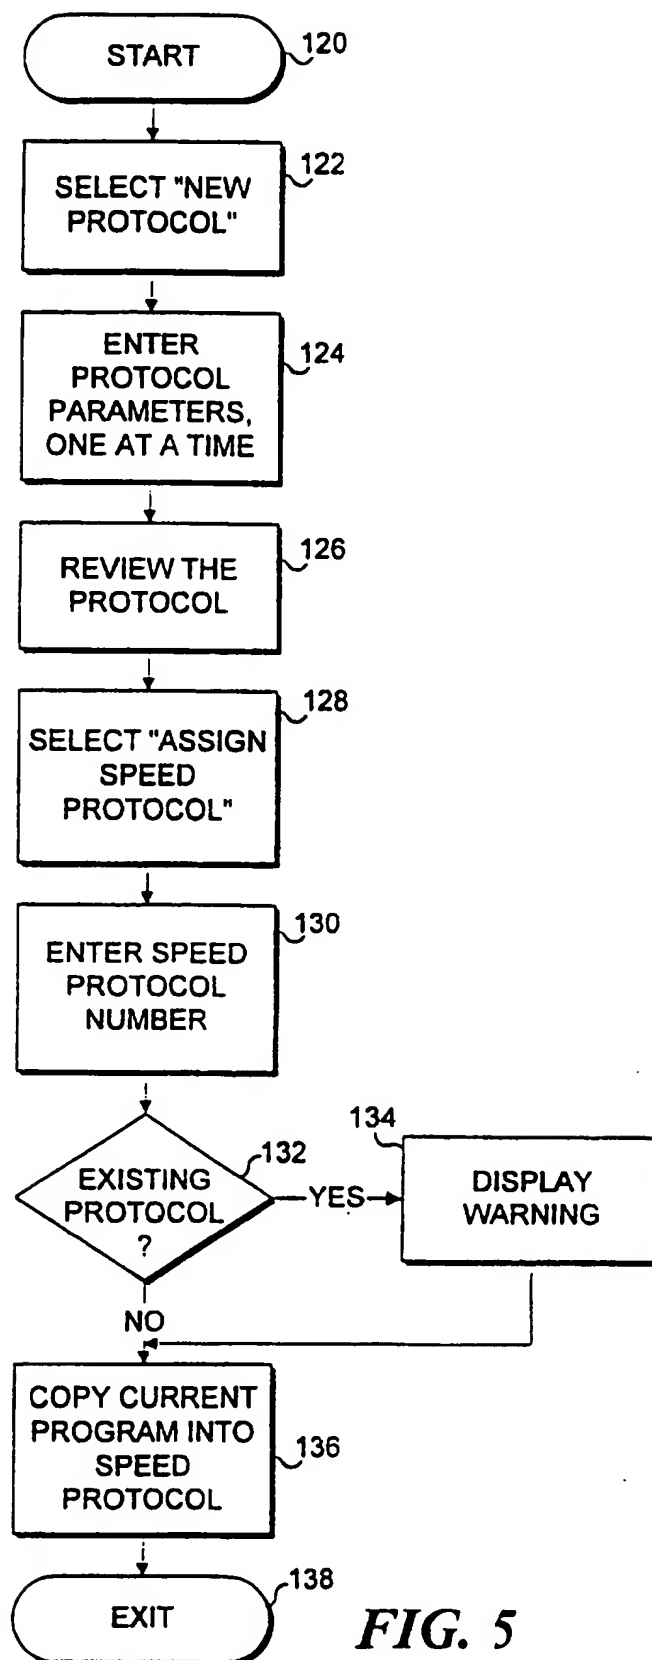 START
120
122
SELECT "NEW
PROTOCOL"
124
ENTER
PROTOCOL
PARAMETERS,
ONE AT A TIME
126
REVIEW THE
PROTOCOL
128
SELECT "ASSIGN
SPEED
PROTOCOL"
130
ENTER SPEED
PROTOCOL
NUMBER
132
EXISTING
PROTOCOL
?
YES
134
DISPLAY
WARNING
NO
COPY CURRENT
PROGRAM INTO
SPEED
PROTOCOL
136
138
EXIT
FIG. 5